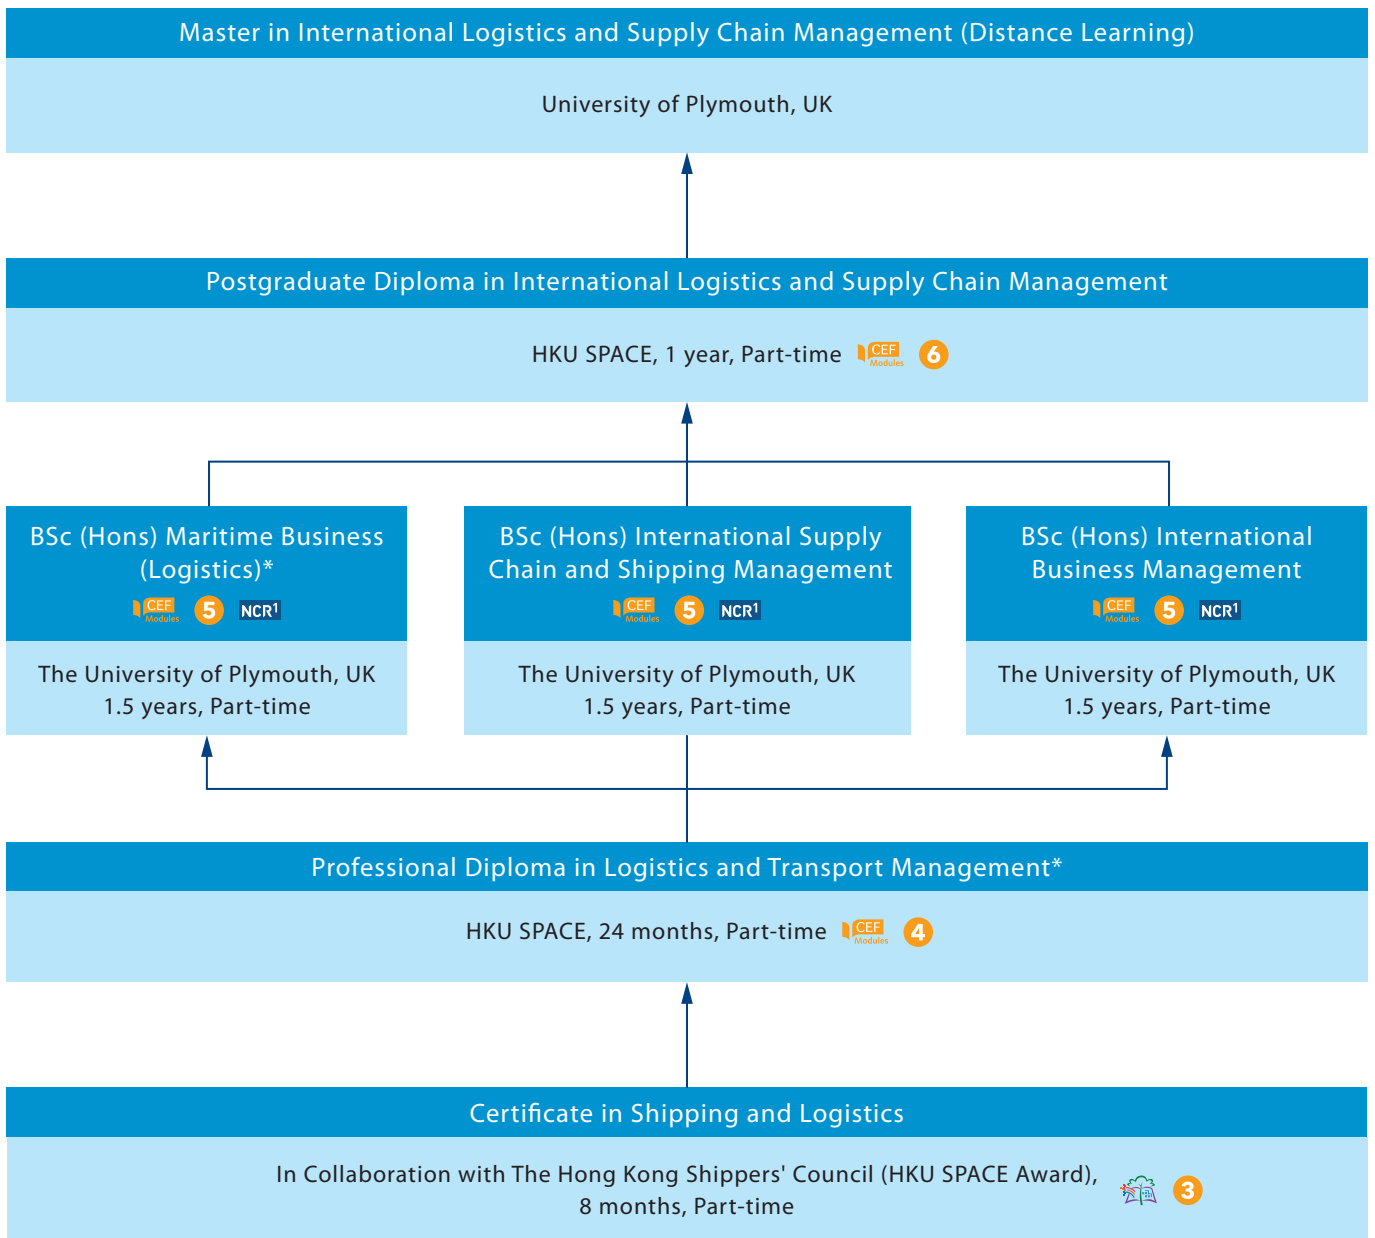 Master in International Logistics and Supply Chain Management (Distance Learning)
University of Plymouth, UK
Postgraduate Diploma in International Logistics and Supply Chain Management
HKU SPACE, 1 year, Part-time CEF Modules 6
BSc (Hons) Maritime Business
(Logistics)*
CEF Modules 5 NCR1
The University of Plymouth, UK
1.5 years, Part-time
BSc (Hons) International Supply
Chain and Shipping Management
CEF Modules 5 NCR1
The University of Plymouth, UK
1.5 years, Part-time
BSc (Hons) International
Business Management
CEF Modules 5 NCR1
The University of Plymouth, UK
1.5 years, Part-time
Professional Diploma in Logistics and Transport Management*
HKU SPACE, 24 months, Part-time CEF Modules 4
Certificate in Shipping and Logistics
In Collaboration with The Hong Kong Shippers' Council (HKU SPACE Award),
8 months, Part-time 3